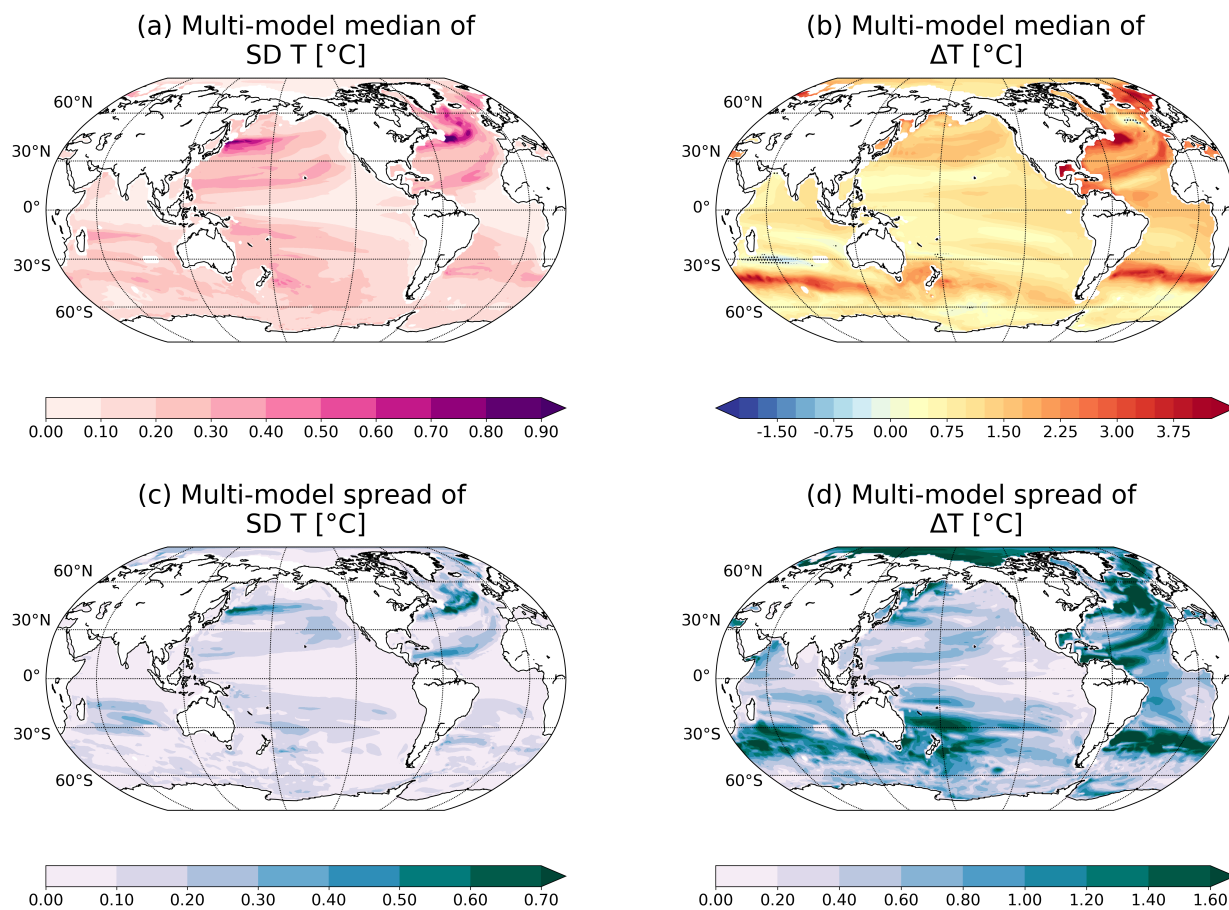 (a) Multi-model median of
SD T [°C]
(b) Multi-model median of
ΔT [°C]
60°N
30°N
0°
30°S
60°S
60°N
30°N
0°
30°S
60°S
0.00 0.10 0.20 0.30 0.40 0.50 0.60 0.70 0.80 0.90
-1.50 -0.75 0.00 0.75 1.50 2.25 3.00 3.75
(c) Multi-model spread of
SD T [°C]
(d) Multi-model spread of
ΔT [°C]
60°N
30°N
0°
30°S
60°S
60°N
30°N
0°
30°S
60°S
0.00 0.10 0.20 0.30 0.40 0.50 0.60 0.70
0.00 0.20 0.40 0.60 0.80 1.00 1.20 1.40 1.60